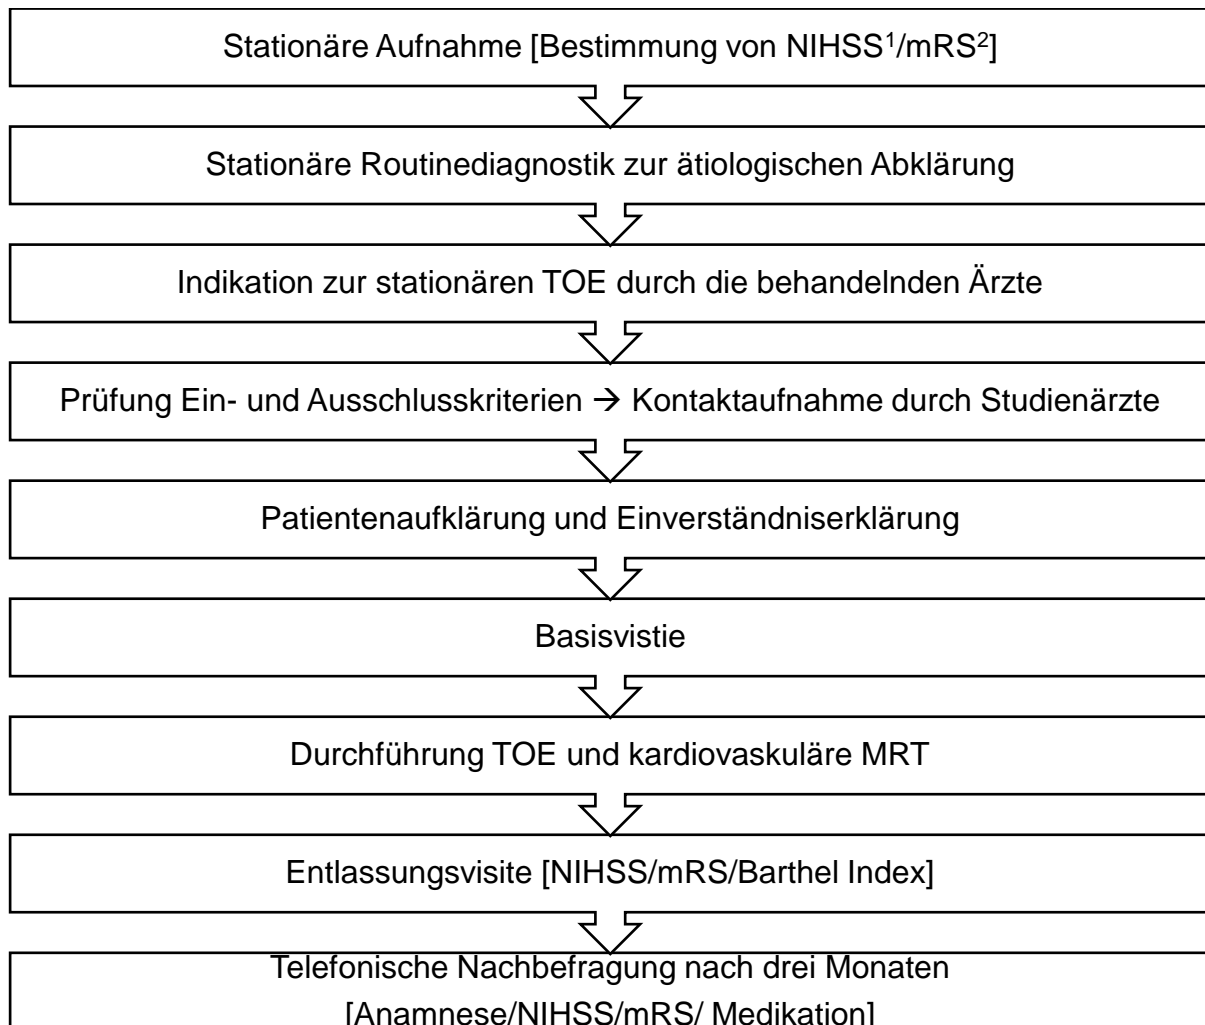 Stationäre Aufnahme [Bestimmung von NIHSS¹/mRS²]
Stationäre Routinediagnostik zur ätiologischen Abklärung
Indikation zur stationären TOE durch die behandelnden Ärzte
Prüfung Ein- und Ausschlusskriterien → Kontaktaufnahme durch Studienärzte
Patientenaufklärung und Einverständniserklärung
Basisvistie
Durchführung TOE und kardiovaskuläre MRT
Entlassungsvisite [NIHSS/mRS/Barthel Index]
Telefonische Nachbefragung nach drei Monaten
[Anamnese/NIHSS/mRS/ Medikation]